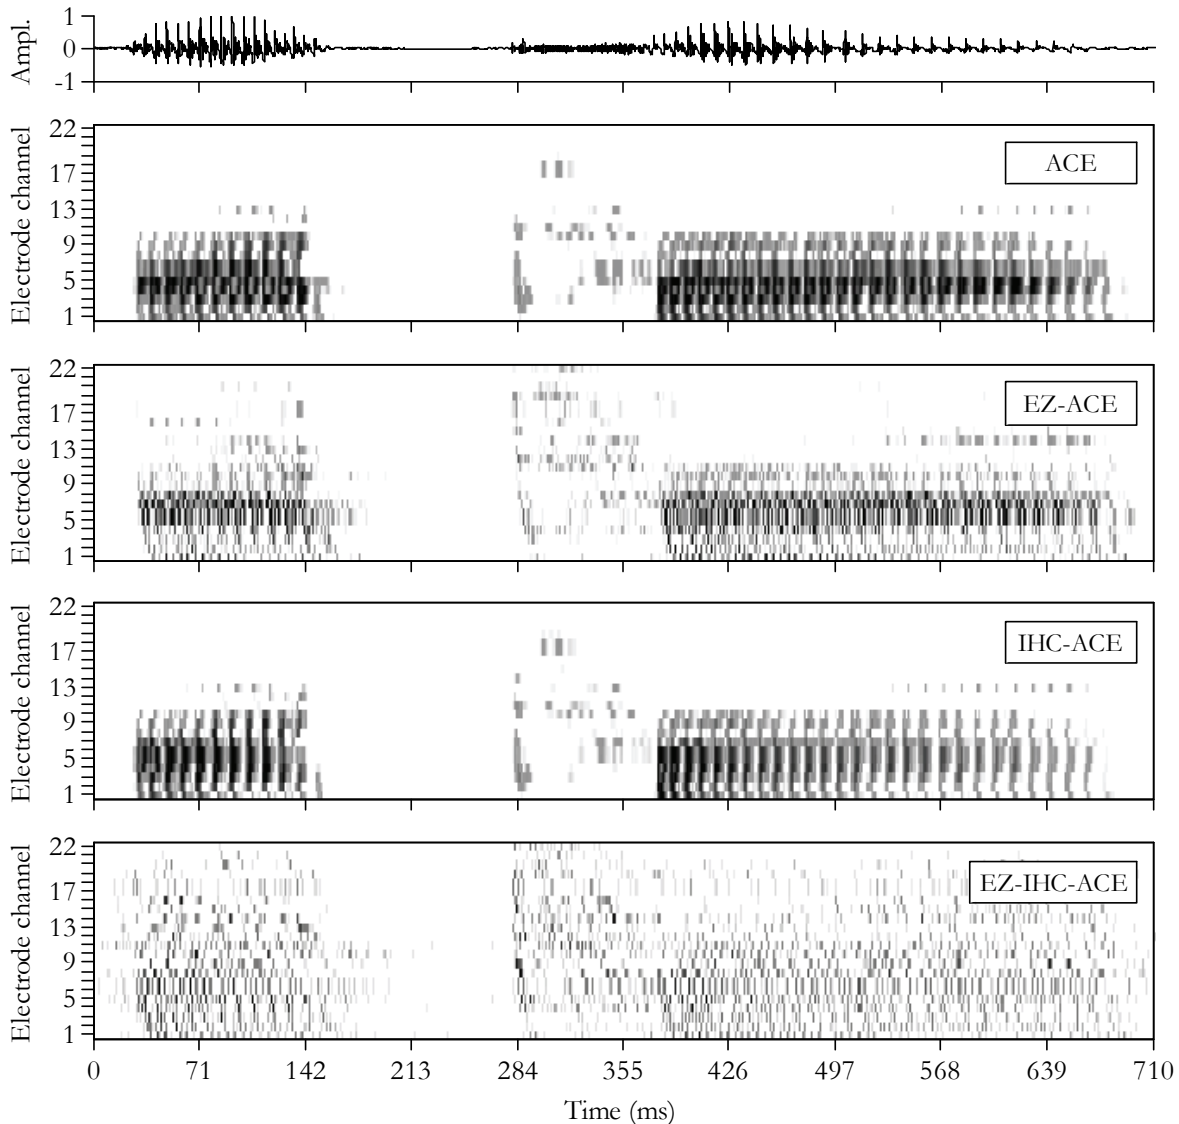 Ampl.
1
0
-1
Electrode channel
22
17
13
9
5
1
ACE
Electrode channel
22
17
13
9
5
1
EZ-ACE
Electrode channel
22
17
13
9
5
1
IHC-ACE
Electrode channel
22
17
13
9
5
1
EZ-IHC-ACE
0 71 142 213 284 355 426 497 568 639 710
Time (ms)